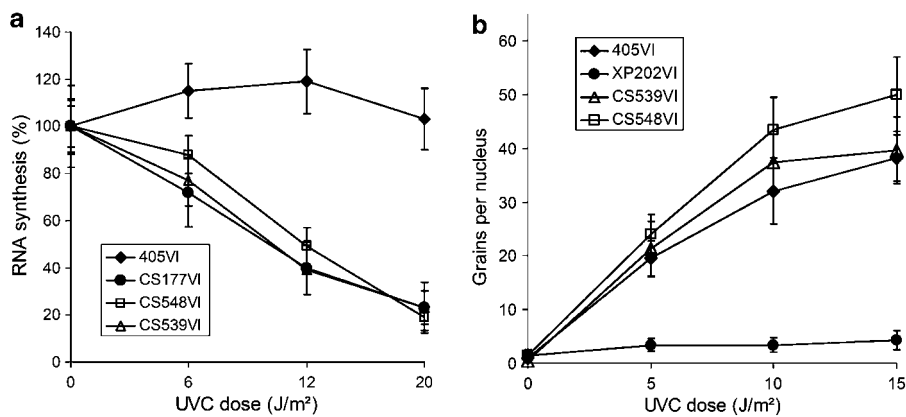 a
RNA synthesis (%)
140
120
100
80
60
40
20
0
405VI
CS177VI
CS548VI
CS539VI
0 6 12 20
UVC dose (J/m²)
b
Grains per nucleus
60
50
40
30
20
10
0
405VI
XP202VI
CS539VI
CS548VI
0 5 10 15
UVC dose (J/m²)